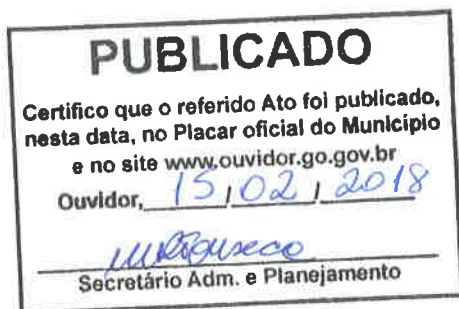 PUBLICADO
Certifico que o referido Ato foi publicado,
nesta data, no Placar oficial do Municipio
e no site www.ouvidor.go.gov.br
Ouvidor, 15 / 02 / 2018
Secretário Adm. e Planejamento